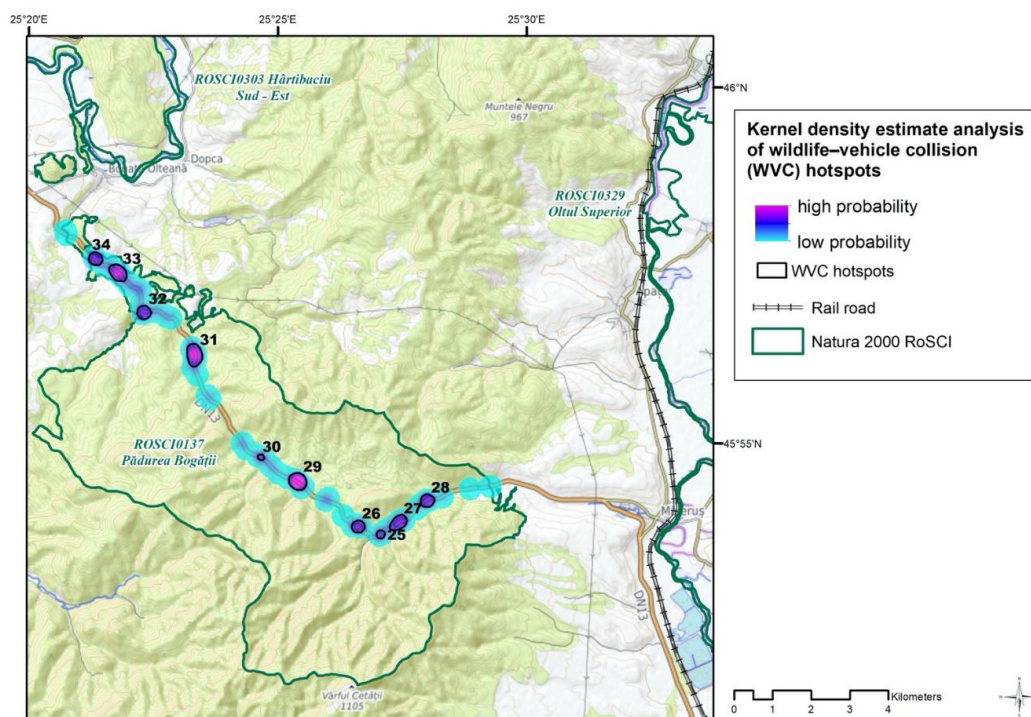 25°20'E
25°25'E
25°30'E
ROSCI0303 Hârtibaciu
Sud - Est
Muntele Negru
967
46°N
Dopca
Olteană
ROSCI0329
Oltul Superior
34
33
32
31
DN13
45°55'N
ROSCI0137
Pădurea Bogății
30
29
28
27
26
25
DN13
Vârful Cetății
1105
Kernel density estimate analysis
of wildlife–vehicle collision
(WVC) hotspots
high probability
low probability
WVC hotspots
Rail road
Natura 2000 RoSCI
Kilometers
0 0.5 1 2 3 4